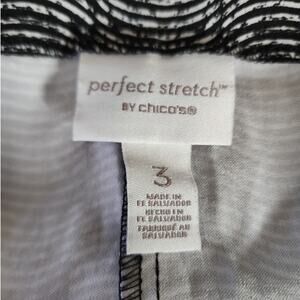 perfect stretch™
BY chico's®
3
MADE IN
EL SALVADOR
HECHO EN
EL SALVADOR
FABRIQUÉ AU
SALVADOR